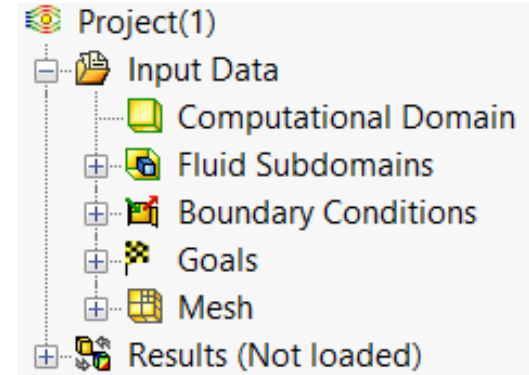 Project(1)
Input Data
Computational Domain
Fluid Subdomains
Boundary Conditions
Goals
Mesh
Results (Not loaded)